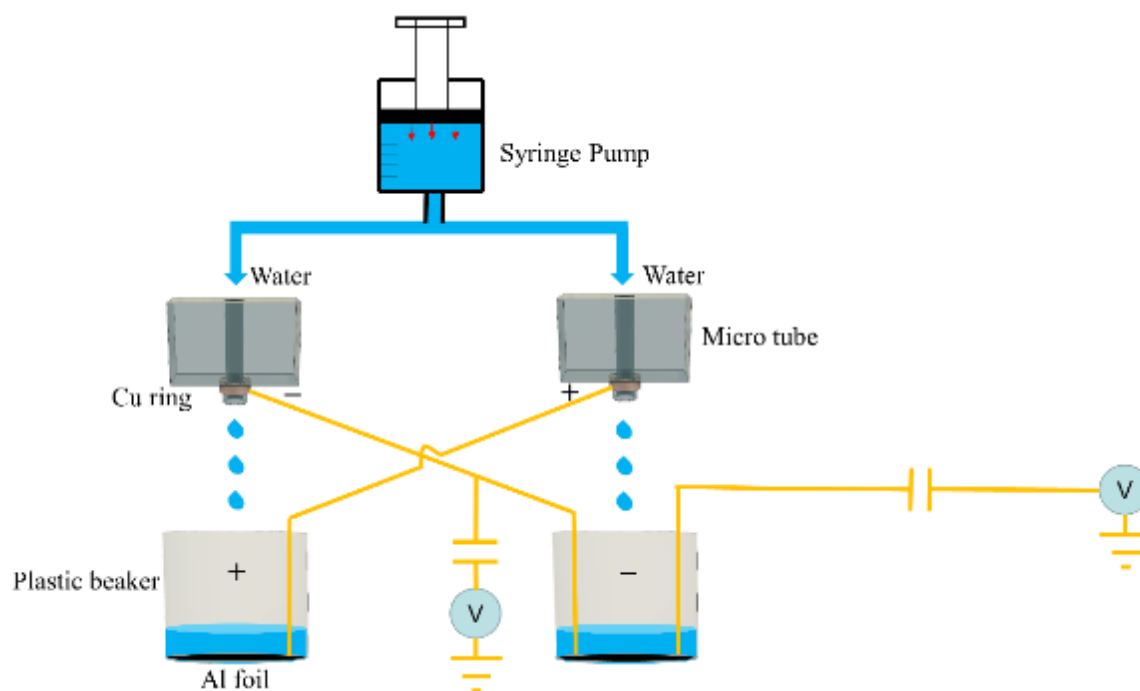 Syringe Pump
Water
Water
Micro tube
Cu ring
−
+
V
Plastic beaker
+
−
V
Al foil